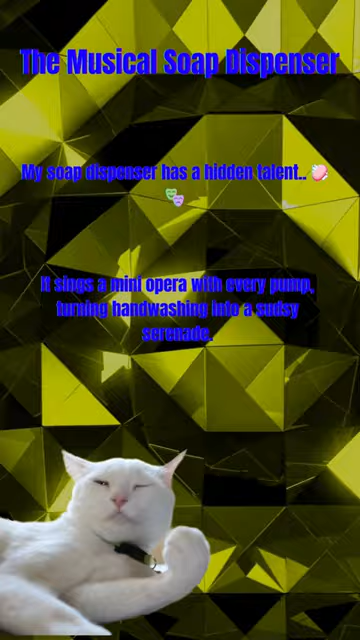 The Musical Soap Dispenser
My soap dispenser has a hidden talent.. 🧼
🎭
It sings a mini opera with every pump,
turning handwashing into a sudsy
serenade.